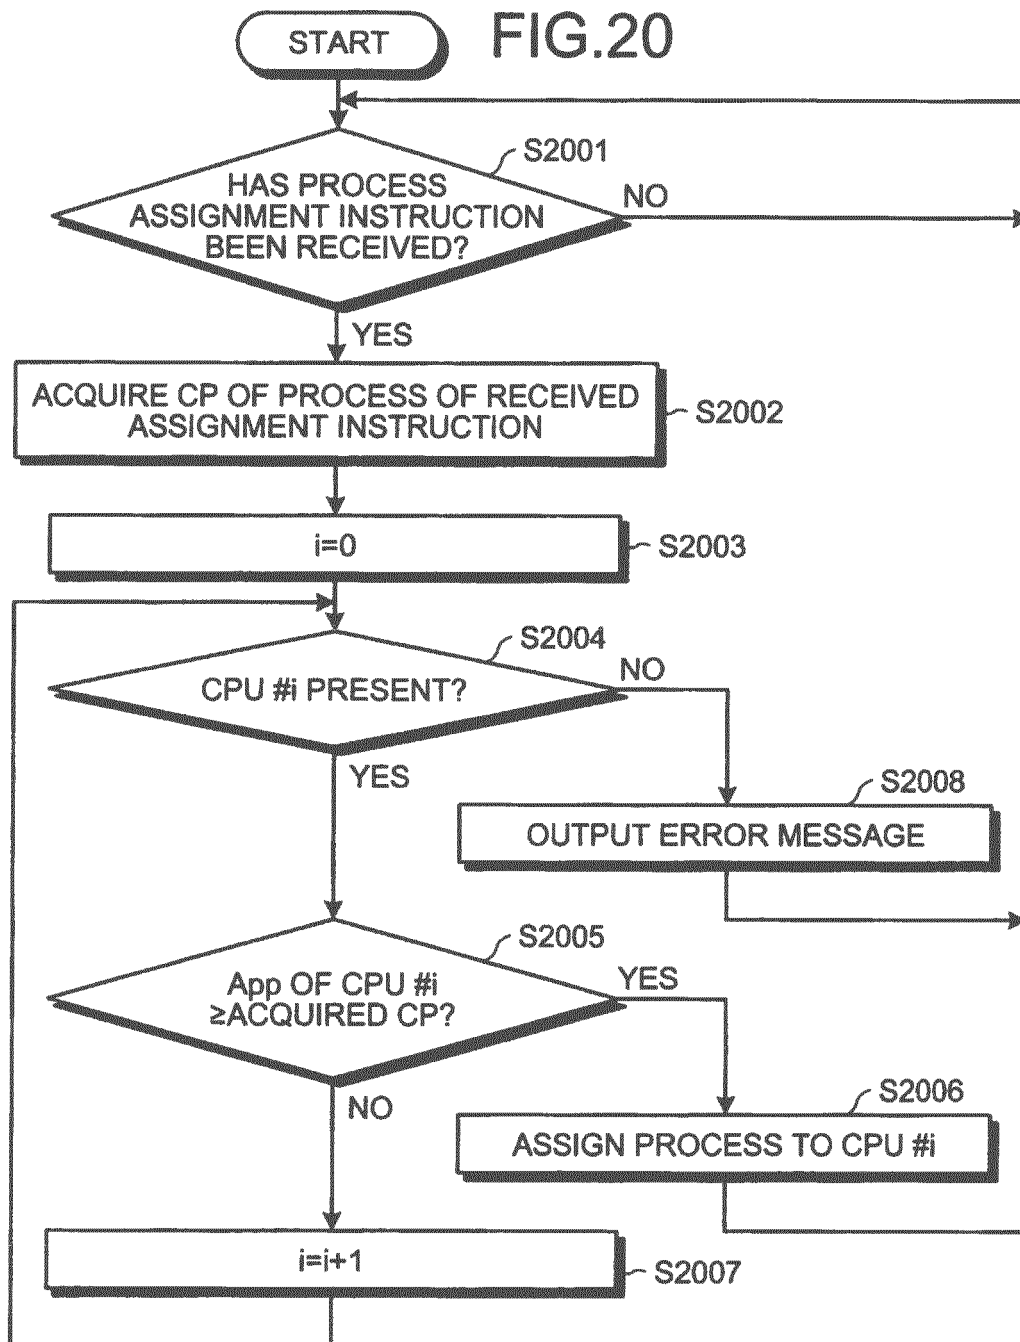 START
FIG.20
S2001
HAS PROCESS
ASSIGNMENT INSTRUCTION
BEEN RECEIVED?
NO
YES
ACQUIRE CP OF PROCESS OF RECEIVED
ASSIGNMENT INSTRUCTION
S2002
i=0
S2003
S2004
CPU #i PRESENT?
NO
YES
S2008
OUTPUT ERROR MESSAGE
S2005
App OF CPU #i
≥ACQUIRED CP?
YES
NO
S2006
ASSIGN PROCESS TO CPU #i
i=i+1
S2007